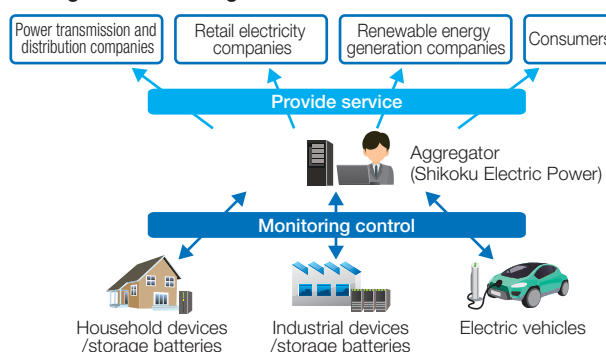 Power transmission and
distribution companies
Retail electricity
companies
Renewable energy
generation companies
Consumers
Provide service
Aggregator
(Shikoku Electric Power)
Monitoring control
Household devices
/storage batteries
Industrial devices
/storage batteries
Electric vehicles